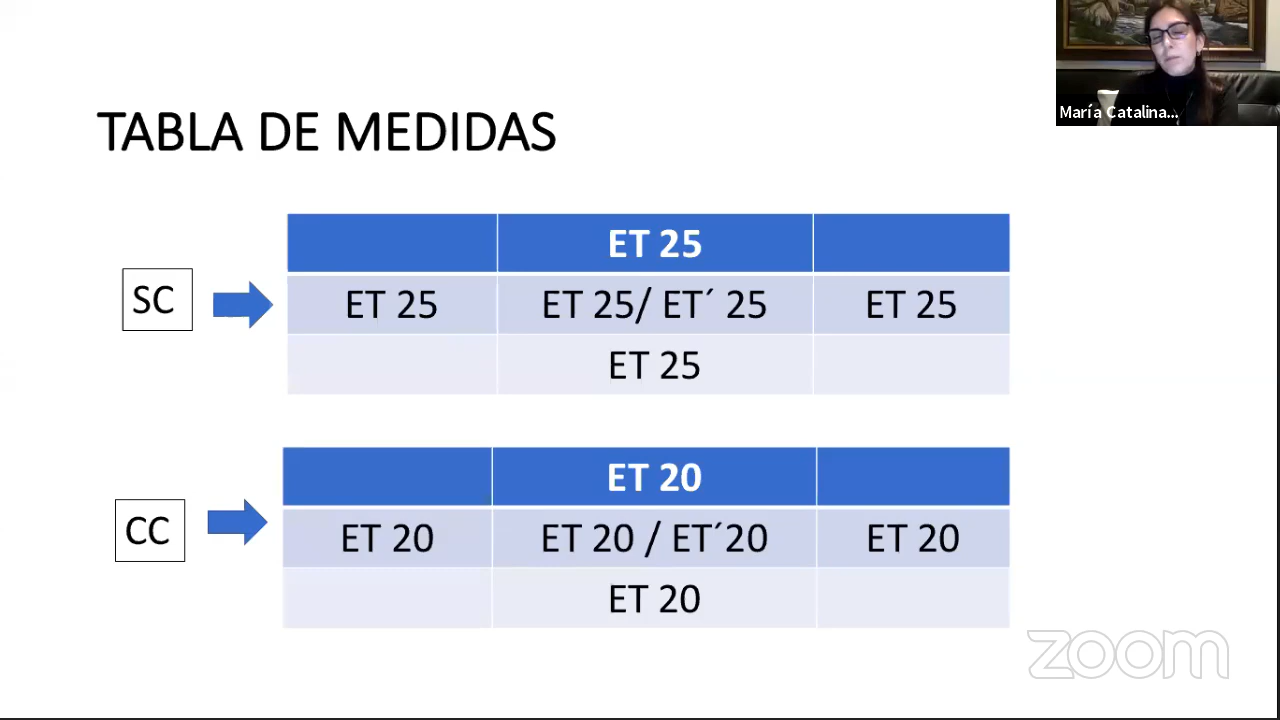 María Catalina...
TABLA DE MEDIDAS
SC
ET 25
ET 25 ET 25/ ET´ 25 ET 25
ET 25
CC
ET 20
ET 20 ET 20 / ET´20 ET 20
ET 20
zoom